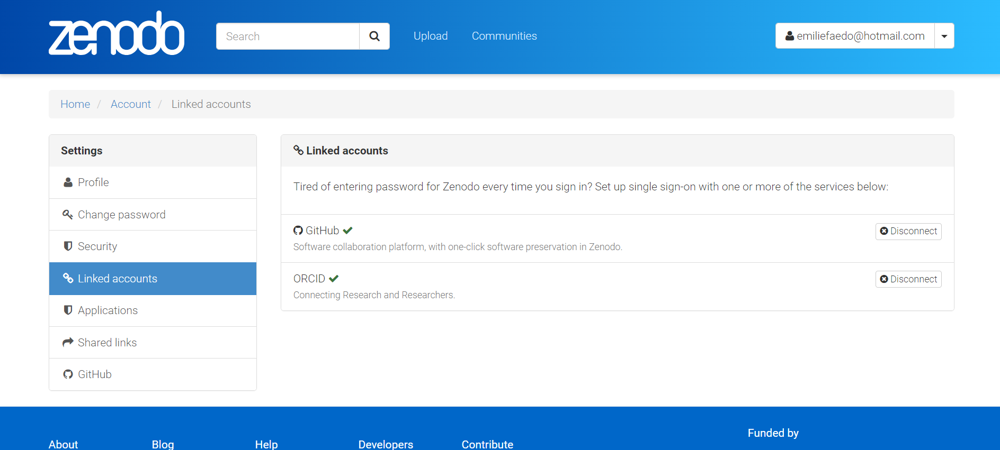 zenodo
Search
Upload
Communities
emiliefaedo@hotmail.com
Home / Account / Linked accounts
Settings
Profile
Change password
Security
Linked accounts
Applications
Shared links
GitHub
Linked accounts
Tired of entering password for Zenodo every time you sign in? Set up single sign-on with one or more of the services below:
GitHub
Disconnect
Software collaboration platform, with one-click software preservation in Zenodo.
ORCID
Disconnect
Connecting Research and Researchers.
About
Blog
Help
Developers
Contribute
Funded by